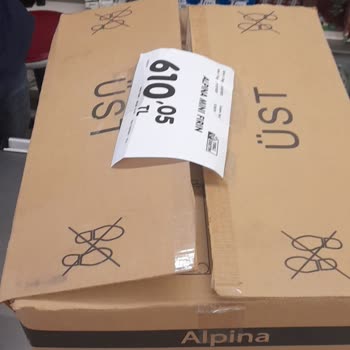 ÜST
ALPINA MINI FIRIN
610,05
TL
ÜST
Alpina